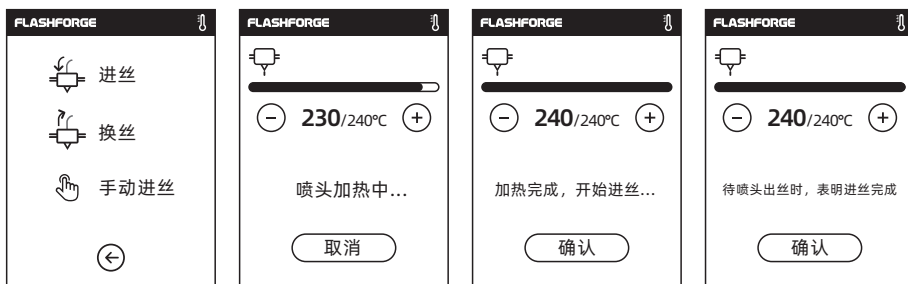 FLASHFORGE
进丝
换丝
手动进丝
FLASHFORGE
230/240℃
喷头加热中...
取消
FLASHFORGE
240/240℃
加热完成，开始进丝...
确认
FLASHFORGE
240/240℃
待喷头出丝时，表明进丝完成
确认